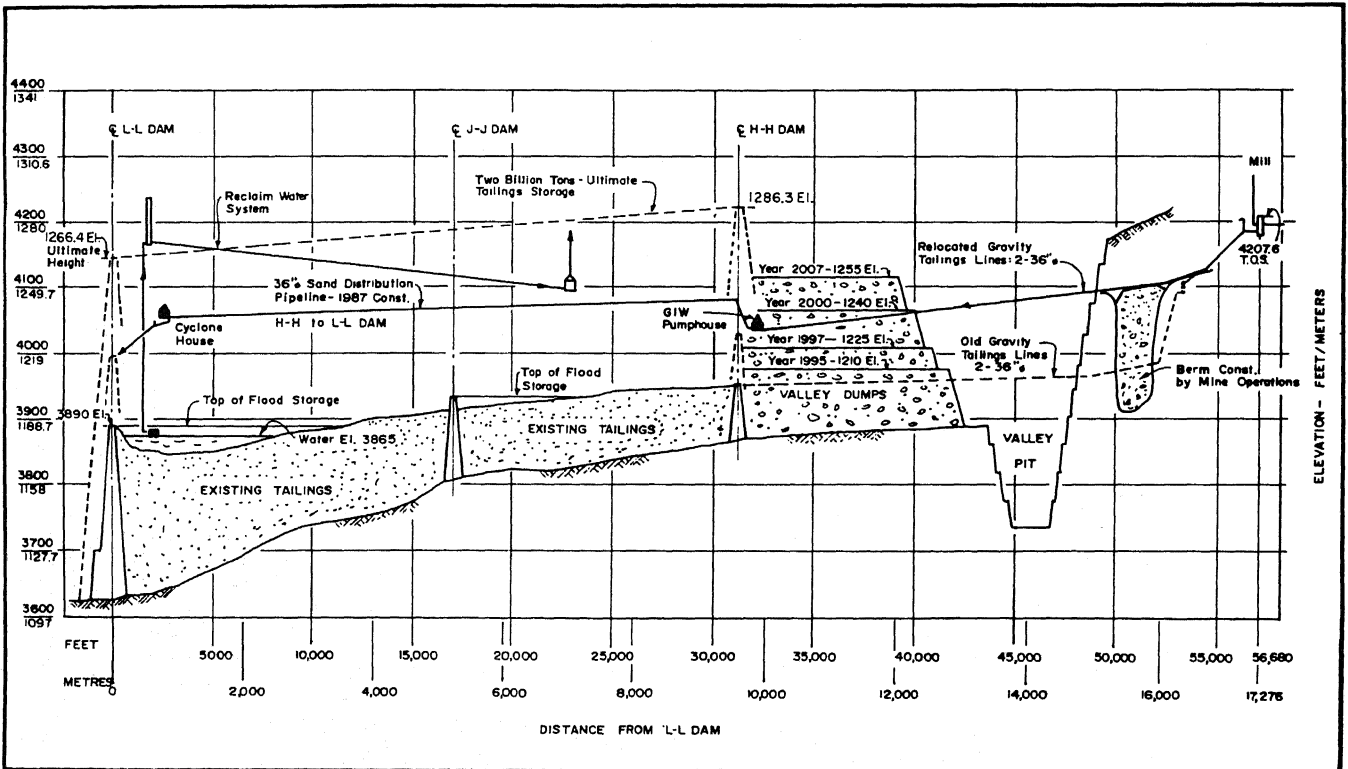 4400
1341
4300
1310.6
4200
1280
4100
1249.7
4000
1219
3900
1188.7
3800
1158
3700
1127.7
3600
1097
℄ L-L DAM
℄ J-J DAM
℄ H-H DAM
Mill
Reclaim Water
System
Two Billion Tons - Ultimate
Tailings Storage
1286.3 El.
1266.4 El.
Ultimate
Height
4207.6
T.O.S.
Relocated Gravity
Tailings Lines: 2-36"ø
36"ø Sand Distribution
Pipeline - 1987 Const.
H-H to L-L DAM
Cyclone
House
GIW
Pumphouse
Year 2007-1255 El.
Year 2000-1240 El.
Year 1997-1225 El.
Year 1995-1210 El.
Old Gravity
Tailings Lines
2-36"ø
Berm Const.
by Mine Operations
Top of Flood
Storage
Top of Flood Storage
3890 El.
Water El. 3865
VALLEY DUMPS
EXISTING TAILINGS
EXISTING TAILINGS
VALLEY
PIT
ELEVATION - FEET/METERS
FEET
5000
10,000
15,000
20,000
25,000
30,000
35,000
40,000
45,000
50,000
55,000
56,680
METRES
0
2,000
4,000
6,000
8,000
10,000
12,000
14,000
16,000
17,276
DISTANCE FROM L-L DAM